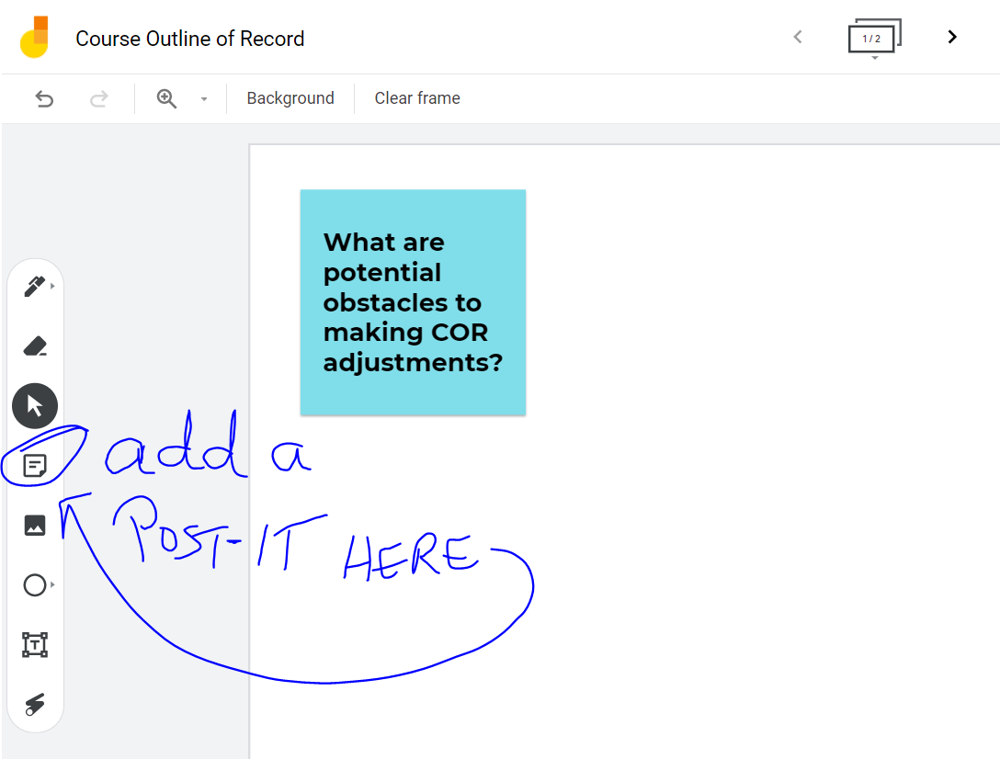 Course Outline of Record
1 / 2
Background
Clear frame
What are
potential
obstacles to
making COR
adjustments?
add a
POST-IT HERE
T